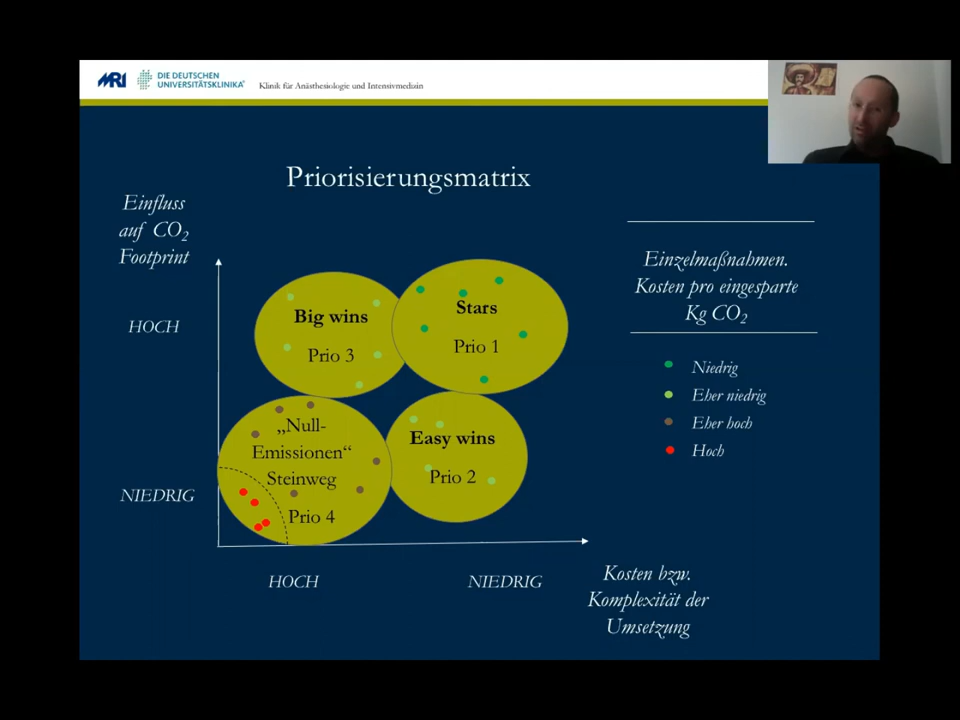 MRI
DIE DEUTSCHEN
UNIVERSITÄTSKLINIKA
Klinik für Anästhesiologie und Intensivmedizin
Priorisierungsmatrix
Einfluss
auf CO2
Footprint
HOCH
NIEDRIG
Big wins
Prio 3
Stars
Prio 1
„Null-
Emissionen“
Steinweg
Prio 4
Easy wins
Prio 2
HOCH
NIEDRIG
Kosten bzw.
Komplexität der
Umsetzung
Einzelmaßnahmen.
Kosten pro eingesparte
Kg CO2
Niedrig
Eher niedrig
Eher hoch
Hoch